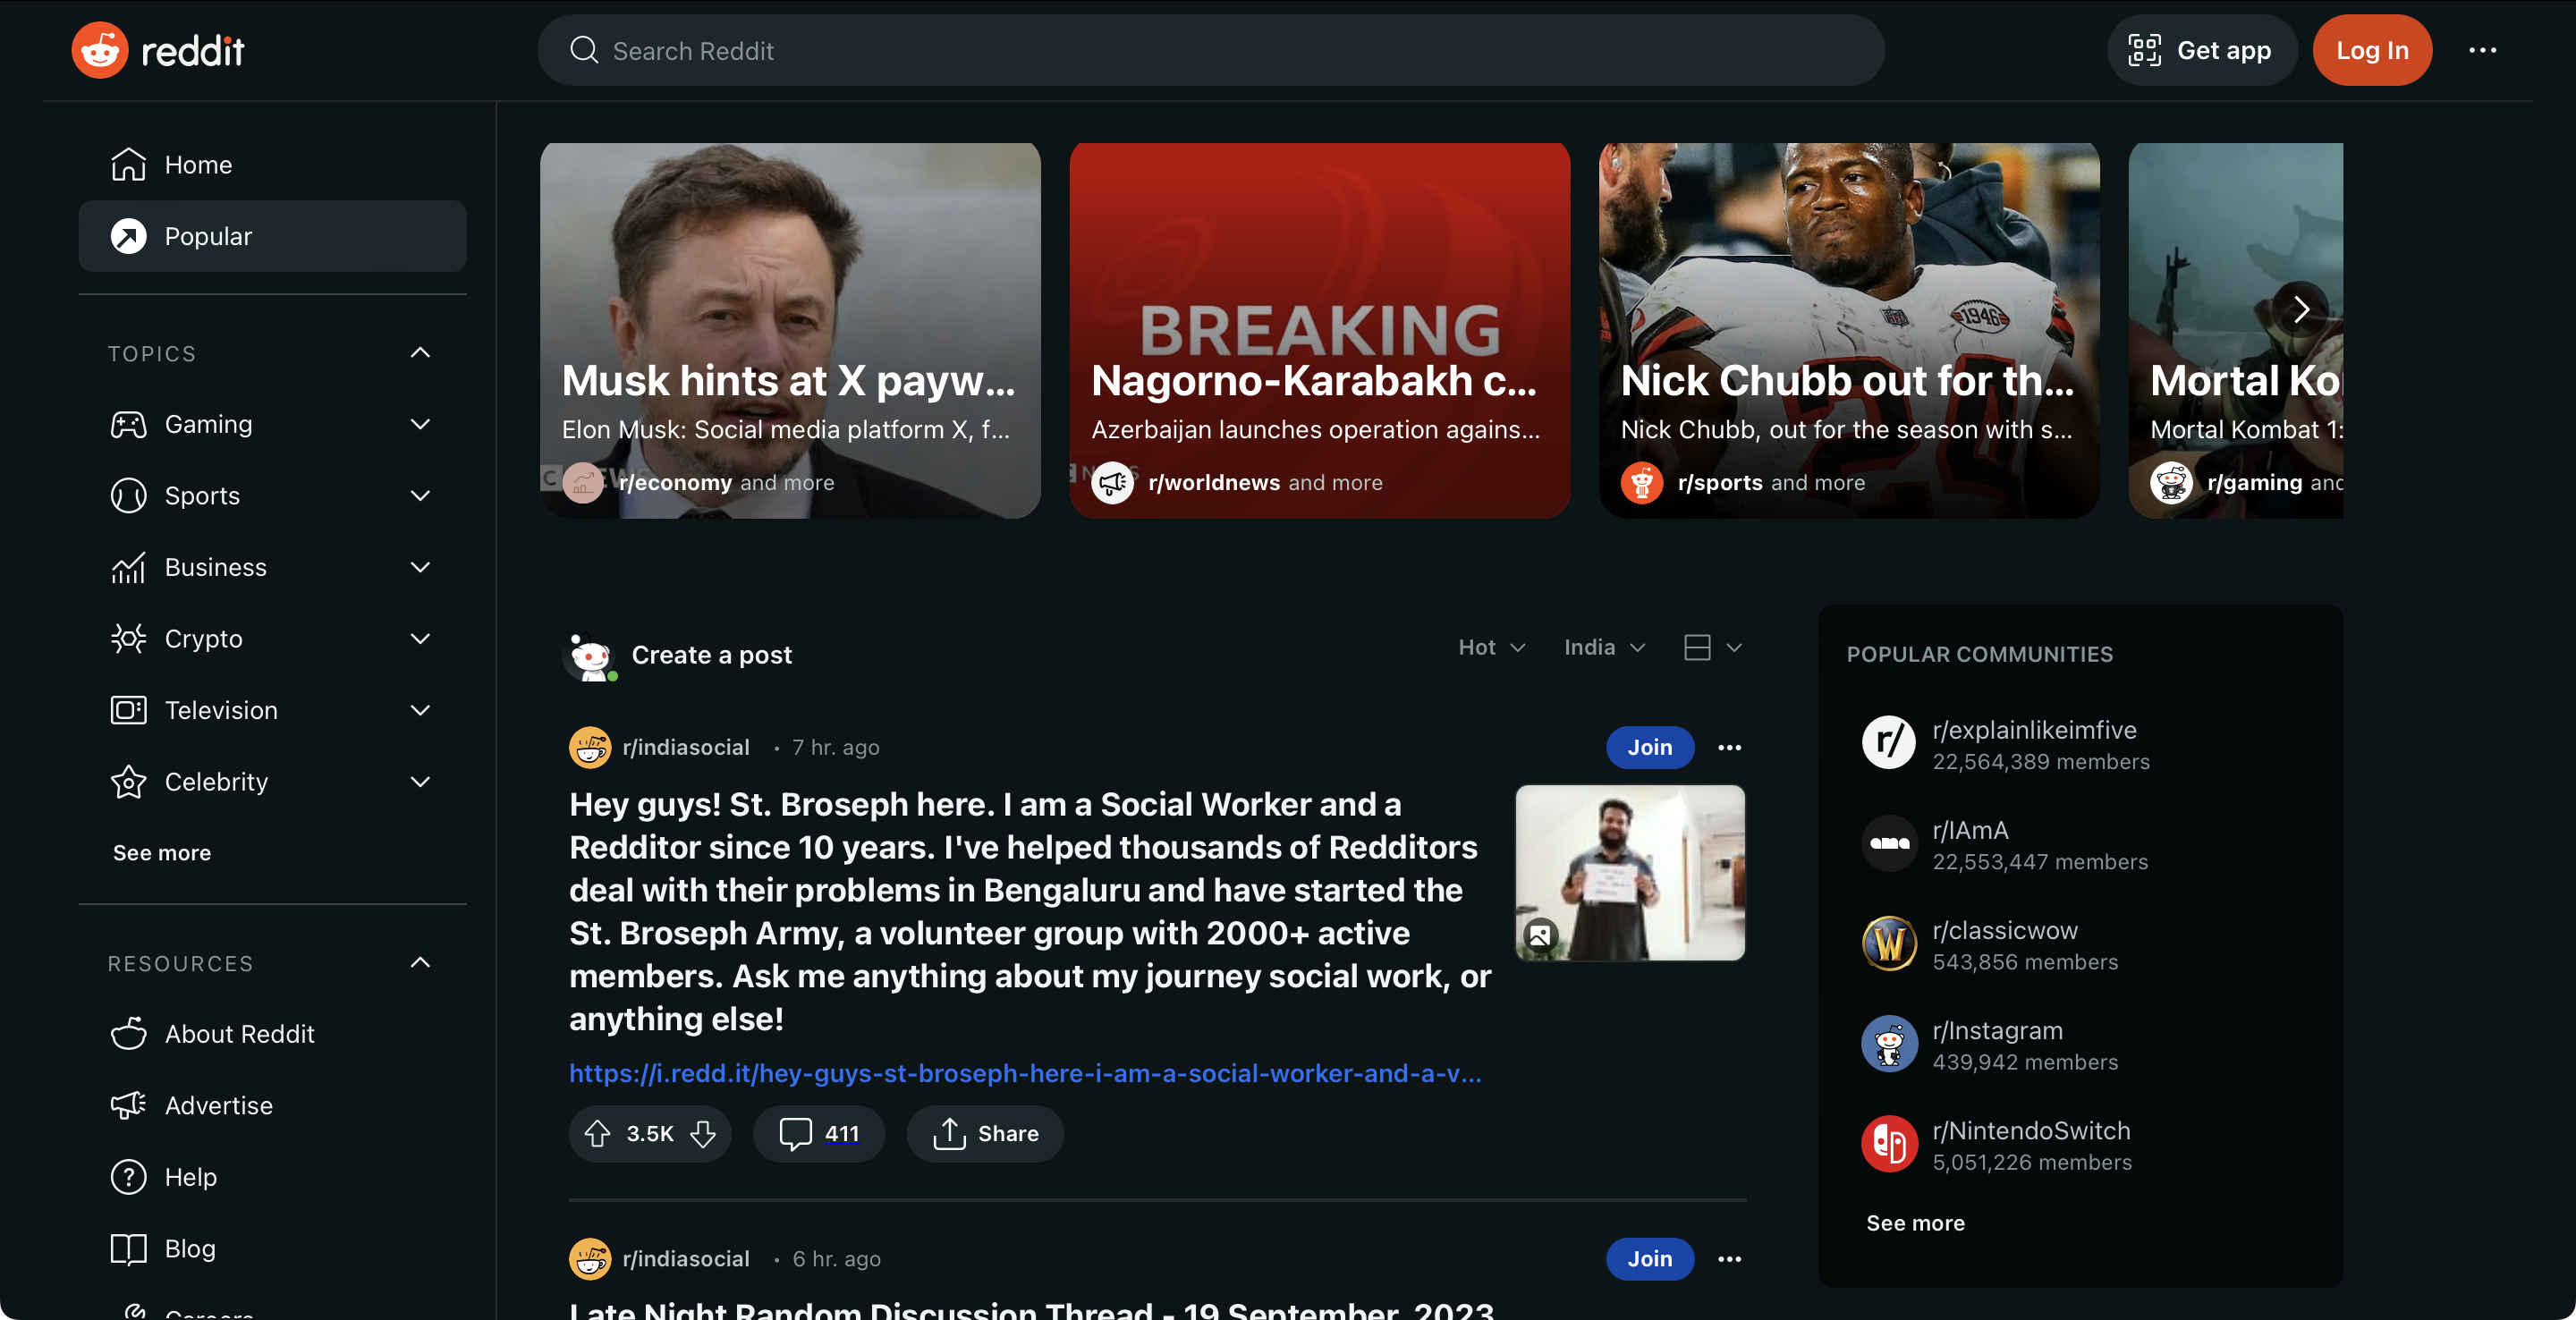 reddit
Search Reddit
Get app
Log In
Home
Popular
TOPICS
Gaming
Sports
Business
Crypto
Television
Celebrity
See more
RESOURCES
About Reddit
Advertise
Help
Blog
Careers
Musk hints at X payw...
Elon Musk: Social media platform X, f...
r/economy and more
BREAKING
Nagorno-Karabakh c...
Azerbaijan launches operation agains...
r/worldnews and more
Nick Chubb out for th...
Nick Chubb, out for the season with s...
r/sports and more
1946
24
Mortal Ko
Mortal Kombat 1:
r/gaming and
Create a post
Hot
India
r/indiasocial • 7 hr. ago
Join
Hey guys! St. Broseph here. I am a Social Worker and a
Redditor since 10 years. I've helped thousands of Redditors
deal with their problems in Bengaluru and have started the
St. Broseph Army, a volunteer group with 2000+ active
members. Ask me anything about my journey social work, or
anything else!
https://i.redd.it/hey-guys-st-broseph-here-i-am-a-social-worker-and-a-v...
3.5K
411
Share
r/indiasocial • 6 hr. ago
Join
Late Night Random Discussion Thread - 19 September, 2023
POPULAR COMMUNITIES
r/explainlikeimfive
22,564,389 members
r/IAmA
22,553,447 members
r/classicwow
543,856 members
r/Instagram
439,942 members
r/NintendoSwitch
5,051,226 members
See more